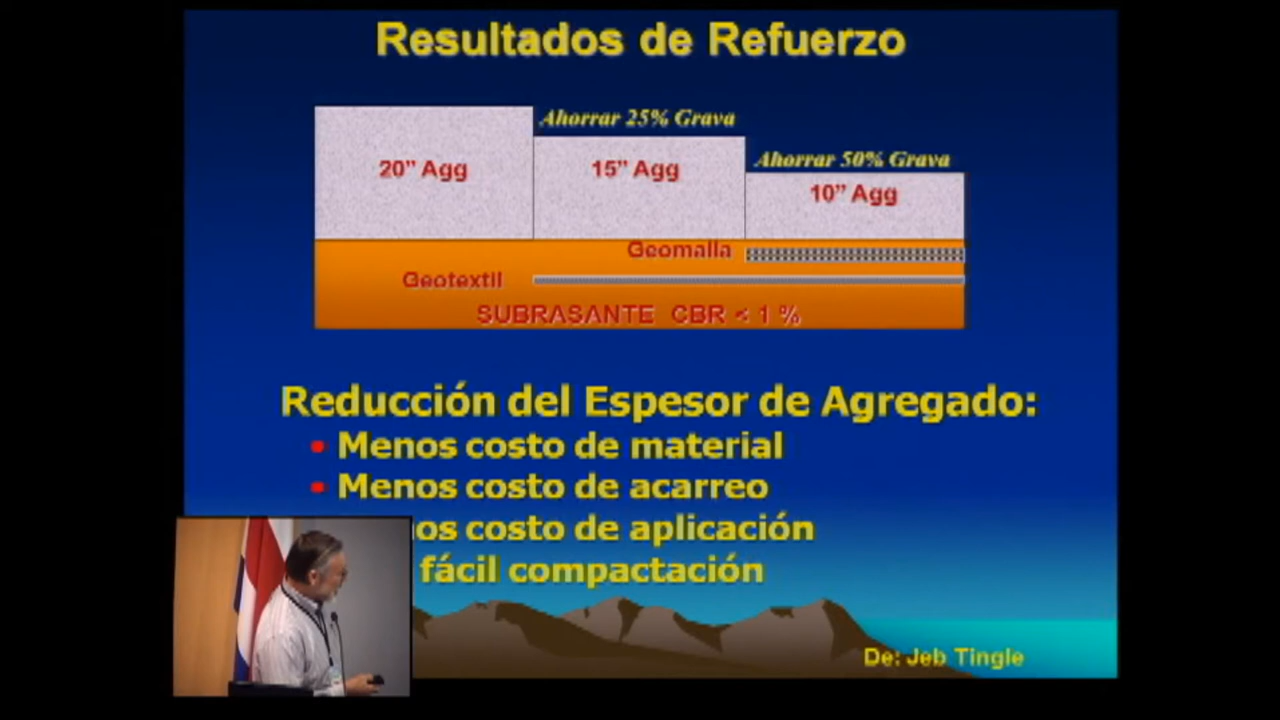 Resultados de Refuerzo
Ahorrar 25% Grava
Ahorrar 50% Grava
20” Agg
15” Agg
10” Agg
Geomalla
Geotextil
SUBRASANTE CBR < 1 %
Reducción del Espesor de Agregado:
• Menos costo de material
• Menos costo de acarreo
costo de aplicación
fácil compactación
De: Jeb Tingle